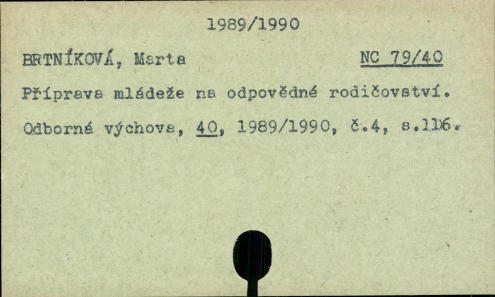 1989/1990
BRTNÍKOVÁ, Marta NC 79/40
Příprava mládeže na odpovědné rodičovství.
Odborná výchova, 40, 1989/1990, č.4, s.116.